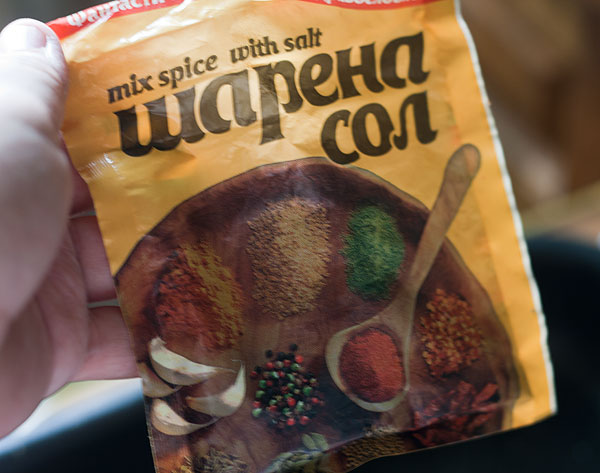 mix spice with salt
шарена
сол